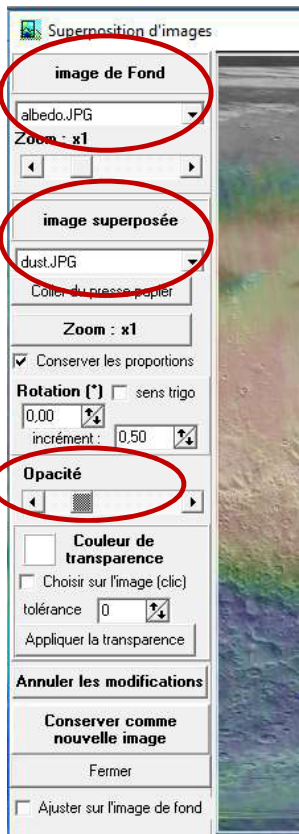 Superposition d'images
image de Fond
albedo.JPG
Zoom : x1
image superposée
dust.JPG
Coller du presse papier
Zoom : x1
Conserver les proportions
Rotation (*) sens trigo
0,00
incrément : 0,50
Opacité
Couleur de
transparence
Choisir sur l'image (clic)
tolérance 0
Appliquer la transparence
Annuler les modifications
Conserver comme
nouvelle image
Fermer
Ajuster sur l'image de fond